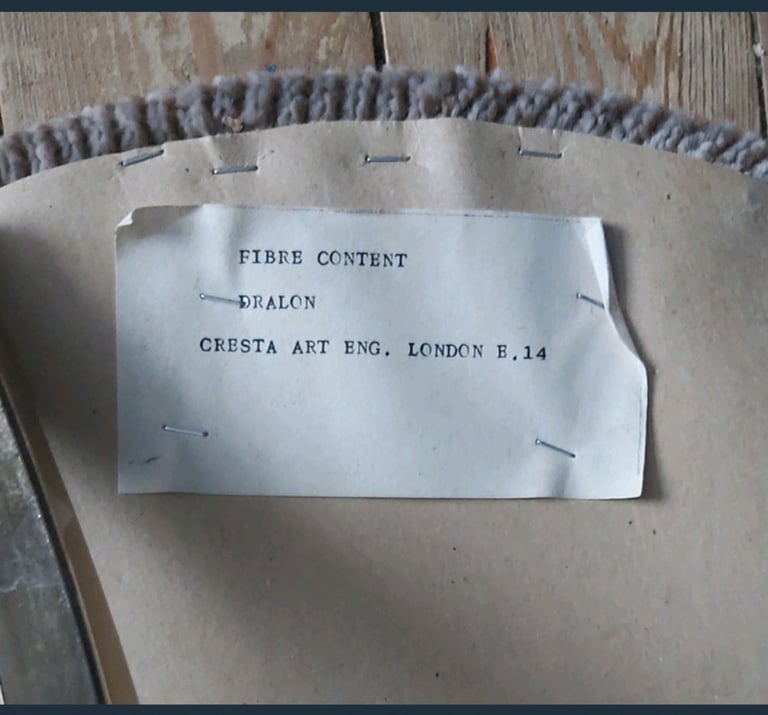 FIBRE CONTENT
DRALON
CRESTA ART ENG. LONDON E.14